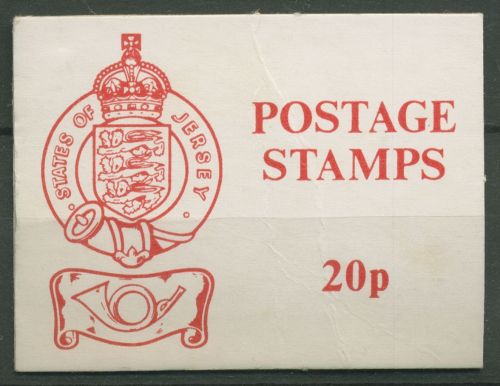 STATES OF JERSEY
POSTAGE
STAMPS
20p